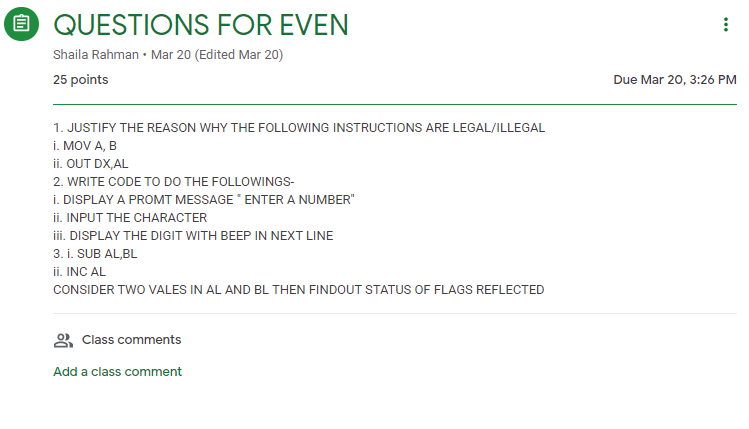 QUESTIONS FOR EVEN
Shaila Rahman • Mar 20 (Edited Mar 20)
25 points
Due Mar 20, 3:26 PM
1. JUSTIFY THE REASON WHY THE FOLLOWING INSTRUCTIONS ARE LEGAL/ILLEGAL
i. MOV A, B
ii. OUT DX,AL
2. WRITE CODE TO DO THE FOLLOWINGS-
i. DISPLAY A PROMT MESSAGE " ENTER A NUMBER"
ii. INPUT THE CHARACTER
iii. DISPLAY THE DIGIT WITH BEEP IN NEXT LINE
3. i. SUB AL,BL
ii. INC AL
CONSIDER TWO VALES IN AL AND BL THEN FINDOUT STATUS OF FLAGS REFLECTED
Class comments
Add a class comment